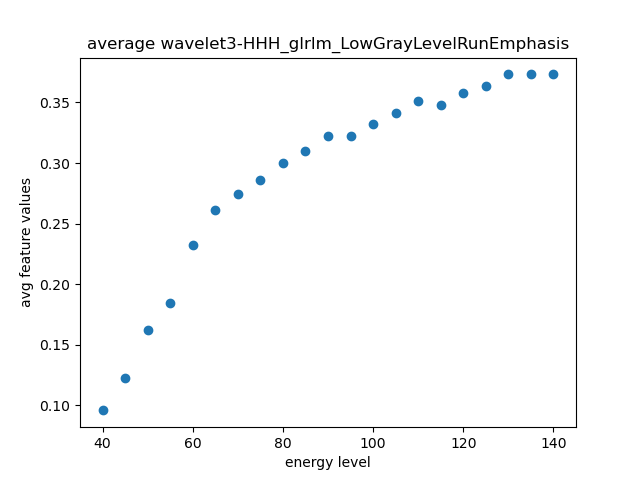 average wavelet3-HHH_glrlm_LowGrayLevelRunEmphasis
avg feature values
0.35
0.30
0.25
0.20
0.15
0.10
40 60 80 100 120 140
energy level